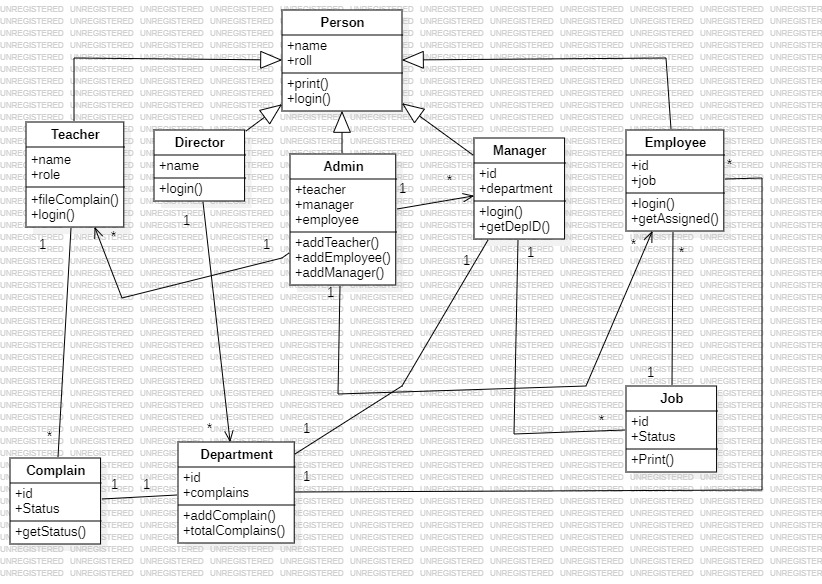 Person
+name
+roll
+print()
+login()
Teacher
+name
+role
+fileComplain()
+login()
Director
+name
+login()
Admin
+teacher
+manager
+employee
+addTeacher()
+addEmployee()
+addManager()
Manager
+id
+department
+login()
+getDepID()
Employee
+id
+job
+login()
+getAssigned()
1
*
1
1
1
*
1
1
*
*
*
1
*
1
*
*
1
Job
+id
+Status
+Print()
Complain
+id
+Status
+getStatus()
1
1
Department
+id
+complains
+addComplain()
+totalComplains()
1
UNREGISTERED